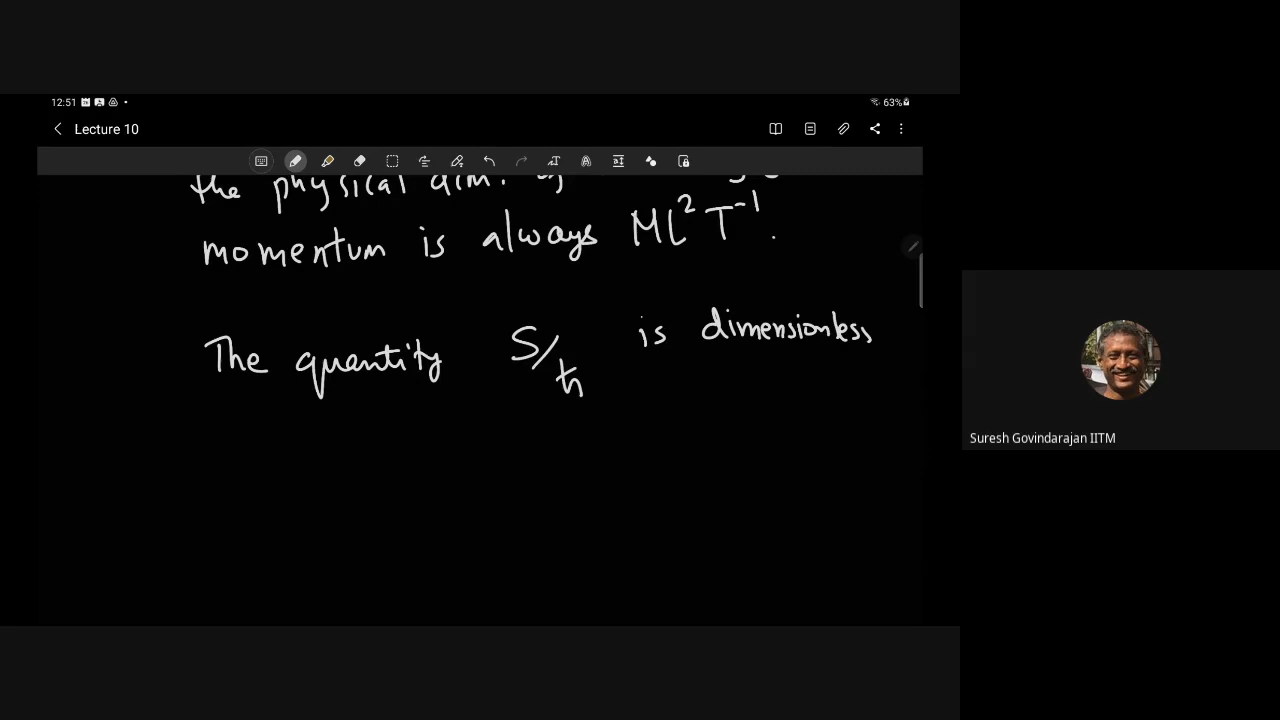 12:51
63%
Lecture 10
the physical dim. of
momentum is always ML² T⁻¹.
The quantity S/ħ is dimensionless
Suresh Govindarajan IITM